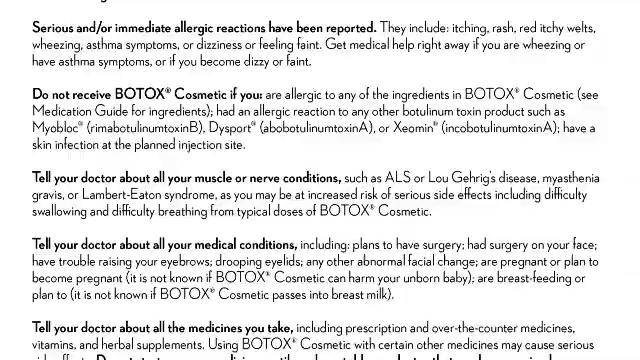 Serious and/or immediate allergic reactions have been reported. They include: itching, rash, red itchy welts,
wheezing, asthma symptoms, or dizziness or feeling faint. Get medical help right away if you are wheezing or
have asthma symptoms, or if you become dizzy or faint.
Do not receive BOTOX® Cosmetic if you: are allergic to any of the ingredients in BOTOX® Cosmetic (see
Medication Guide for ingredients); had an allergic reaction to any other botulinum toxin product such as
Myobloc® (rimabotulinumtoxinB), Dysport® (abobotulinumtoxinA), or Xeomin® (incobotulinumtoxinA); have a
skin infection at the planned injection site.
Tell your doctor about all your muscle or nerve conditions, such as ALS or Lou Gehrig's disease, myasthenia
gravis, or Lambert-Eaton syndrome, as you may be at increased risk of serious side effects including difficulty
swallowing and difficulty breathing from typical doses of BOTOX® Cosmetic.
Tell your doctor about all your medical conditions, including: plans to have surgery; had surgery on your face;
have trouble raising your eyebrows; drooping eyelids; any other abnormal facial change; are pregnant or plan to
become pregnant (it is not known if BOTOX® Cosmetic can harm your unborn baby); are breast-feeding or
plan to (it is not known if BOTOX® Cosmetic passes into breast milk).
Tell your doctor about all the medicines you take, including prescription and over-the-counter medicines,
vitamins, and herbal supplements. Using BOTOX® Cosmetic with certain other medicines may cause serious